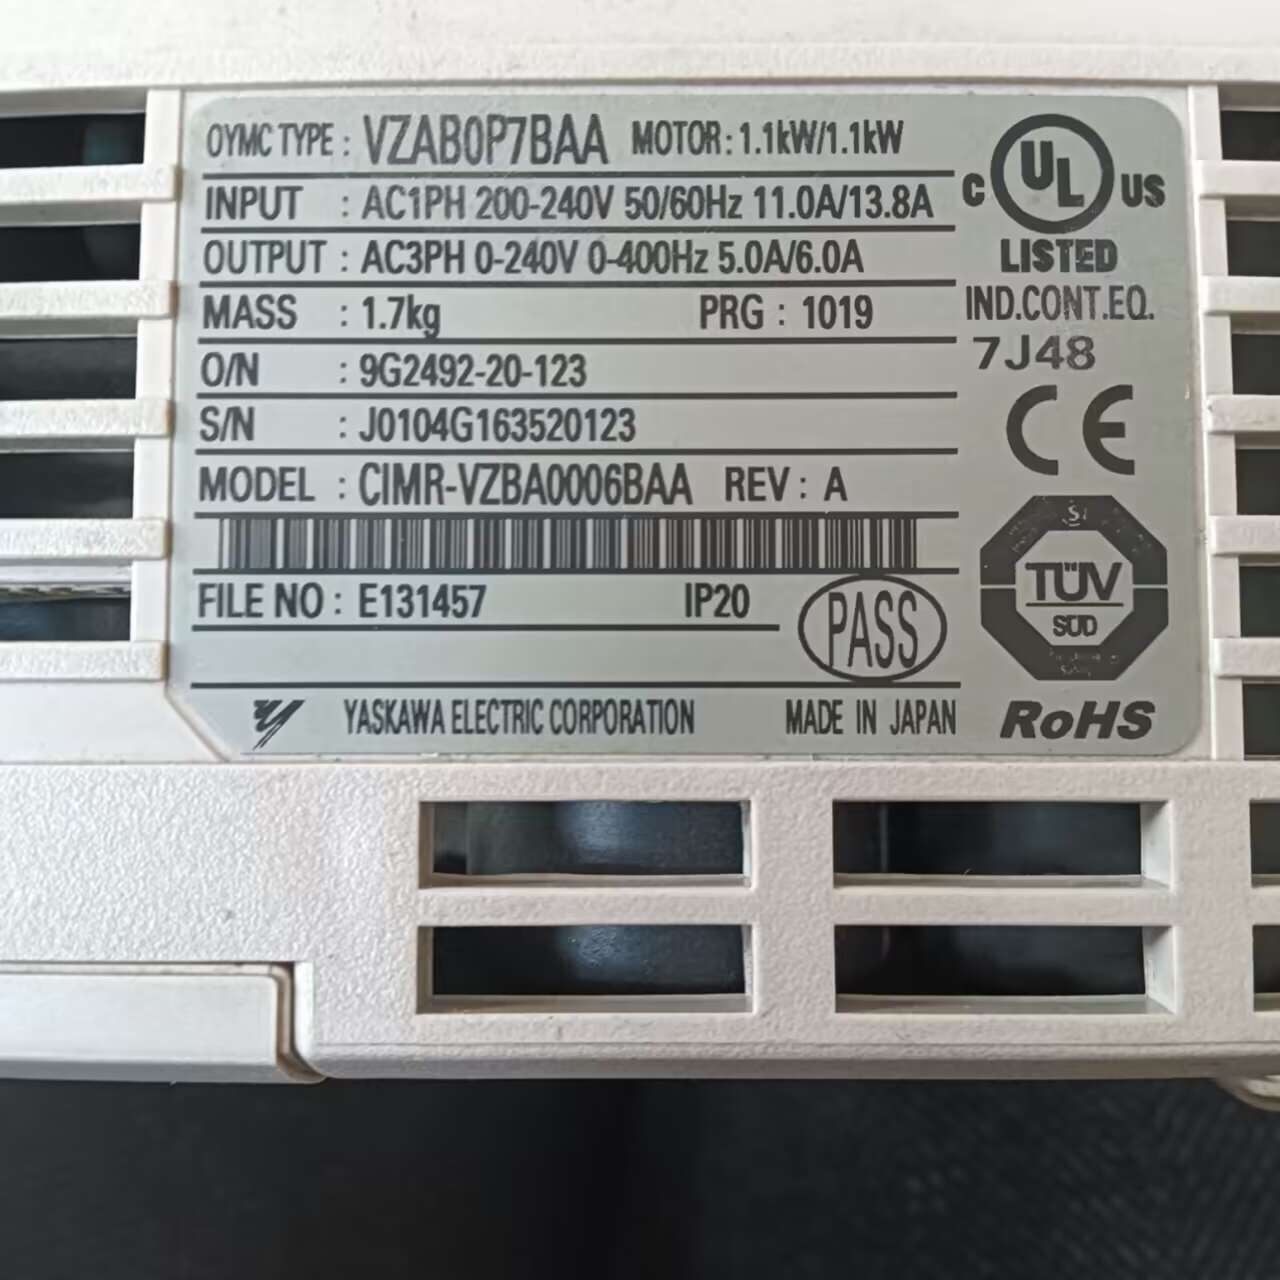 OYMC TYPE : VZAB0P7BAA MOTOR : 1.1kW/1.1kW
INPUT : AC1PH 200-240V 50/60Hz 11.0A/13.8A
OUTPUT : AC3PH 0-240V 0-400Hz 5.0A/6.0A
MASS : 1.7kg PRG : 1019
O/N : 9G2492-20-123
S/N : J0104G163520123
MODEL : CIMR-VZBA0006BAA REV : A
FILE NO : E131457 IP20
PASS
YASKAWA ELECTRIC CORPORATION MADE IN JAPAN
C UL US
LISTED
IND.CONT.EQ.
7J48
CE
TÜV
SÜD
RoHS